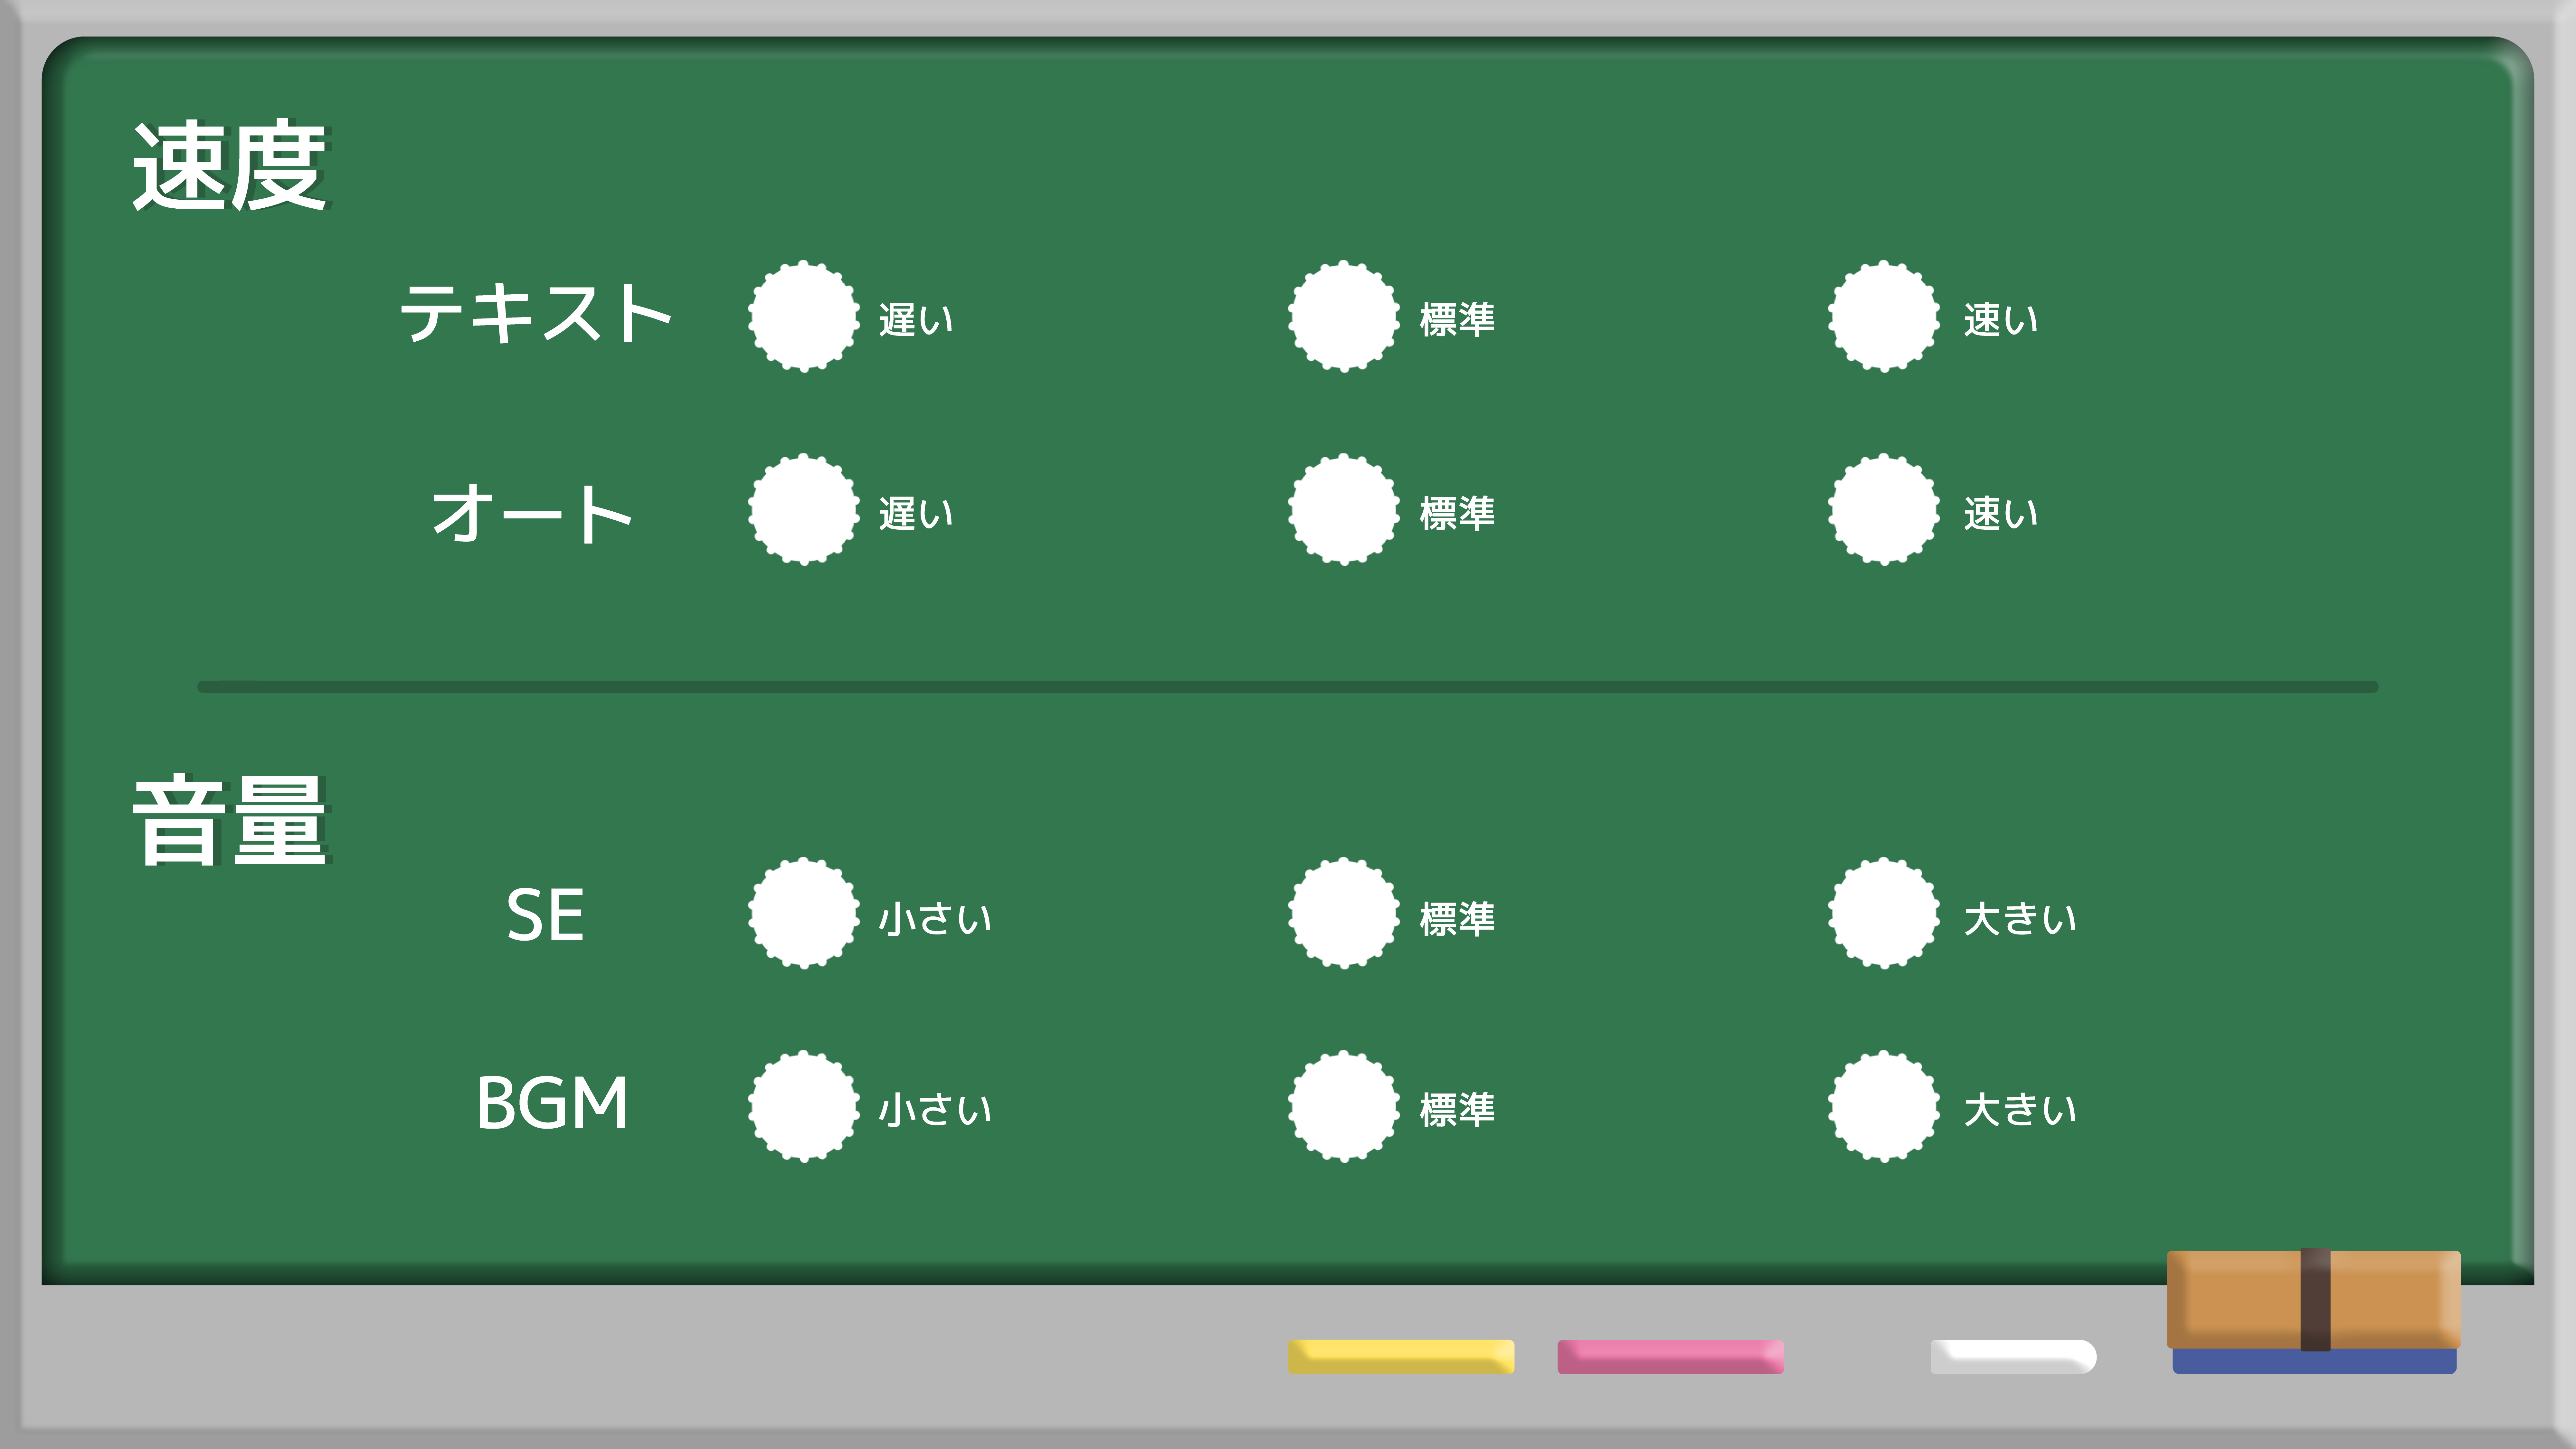 速度
テキスト 遅い 標準 速い
オート 遅い 標準 速い
音量
SE 小さい 標準 大きい
BGM 小さい 標準 大きい